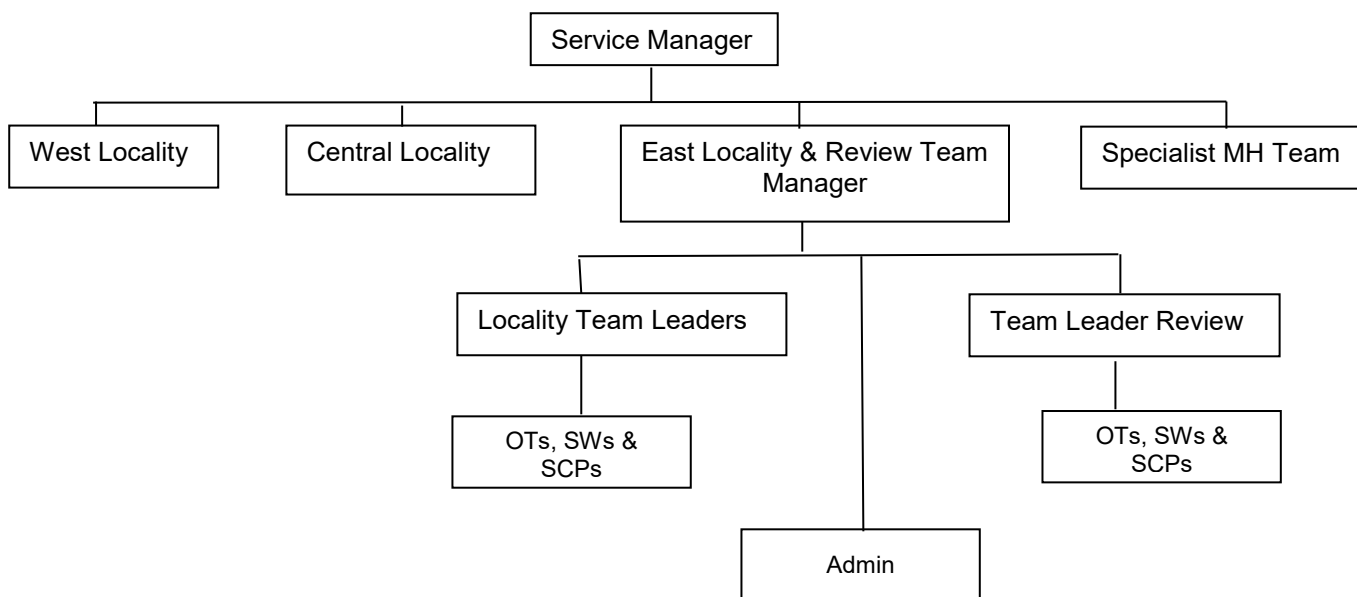 Service Manager
West Locality
Central Locality
East Locality & Review Team
Manager
Specialist MH Team
Locality Team Leaders
Team Leader Review
OTs, SWs &
SCPs
OTs, SWs &
SCPs
Admin